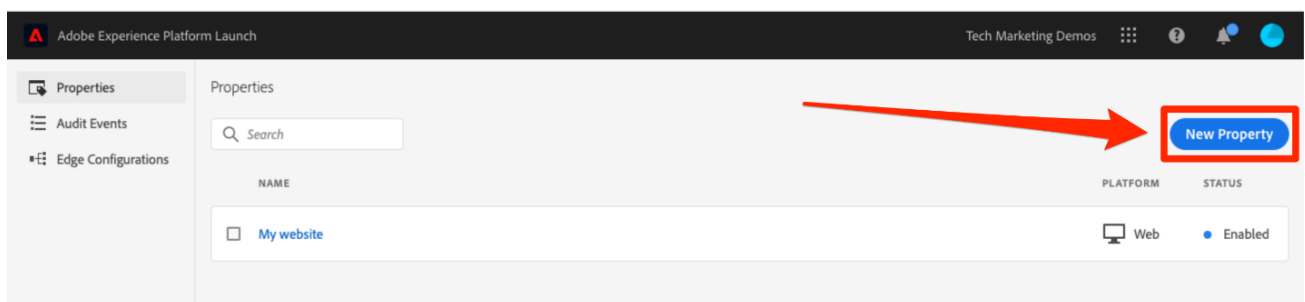 Adobe Experience Platform Launch
Tech Marketing Demos
Properties
Audit Events
Edge Configurations
Properties
Search
New Property
NAME
PLATFORM
STATUS
My website
Web
Enabled